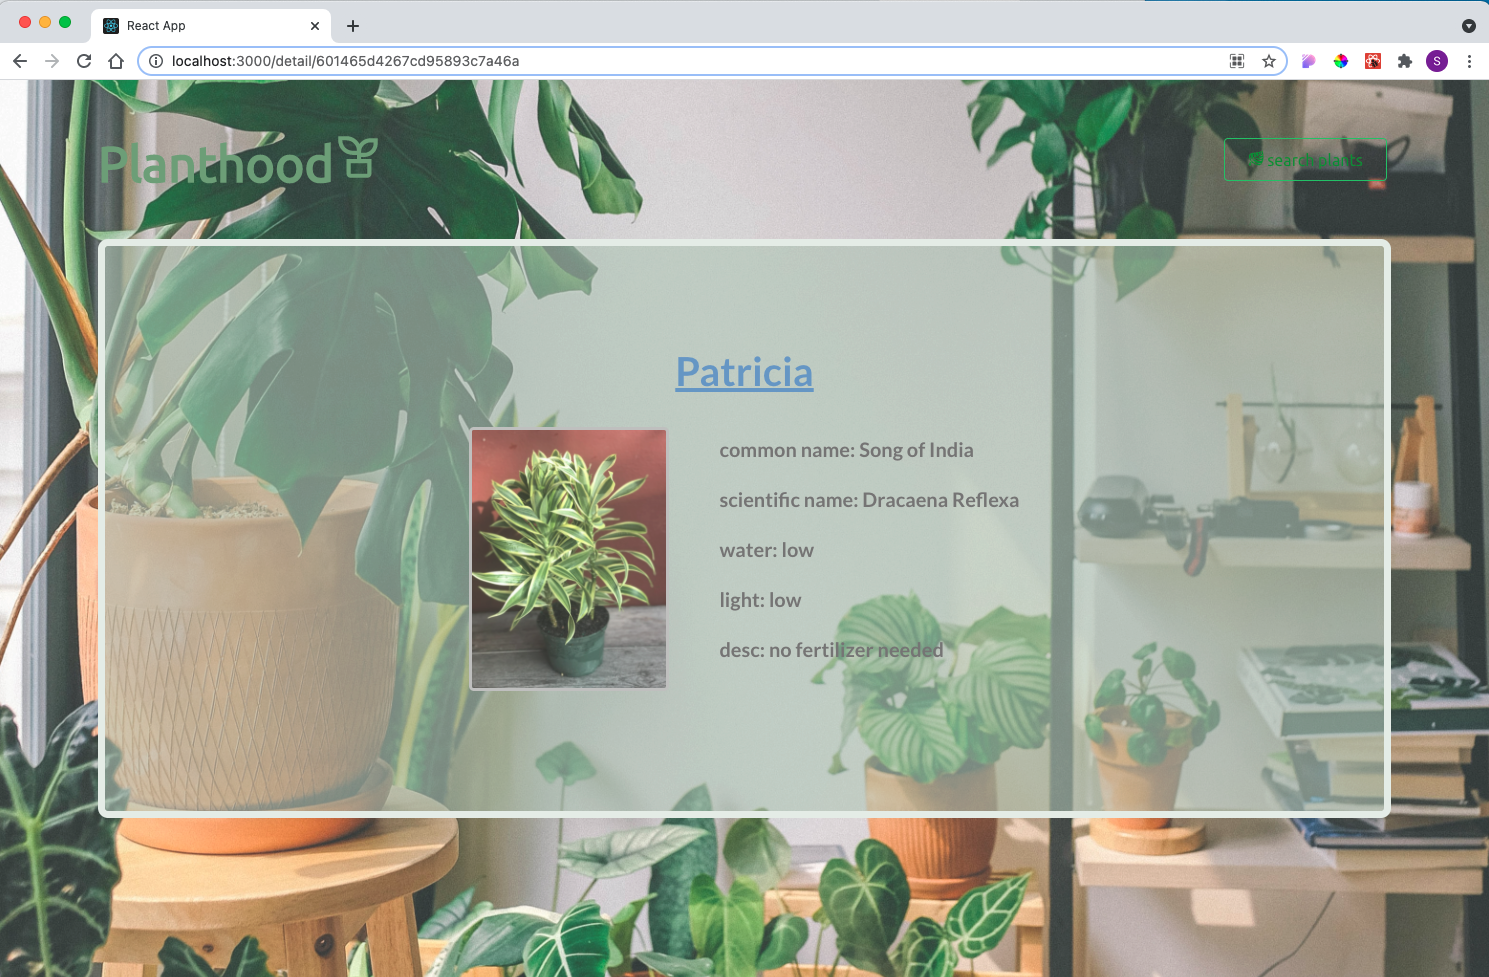 React App
localhost:3000/detail/601465d4267cd95893c7a46a
S
Planthood
search plants
Patricia
common name: Song of India
scientific name: Dracaena Reflexa
water: low
light: low
desc: no fertilizer needed